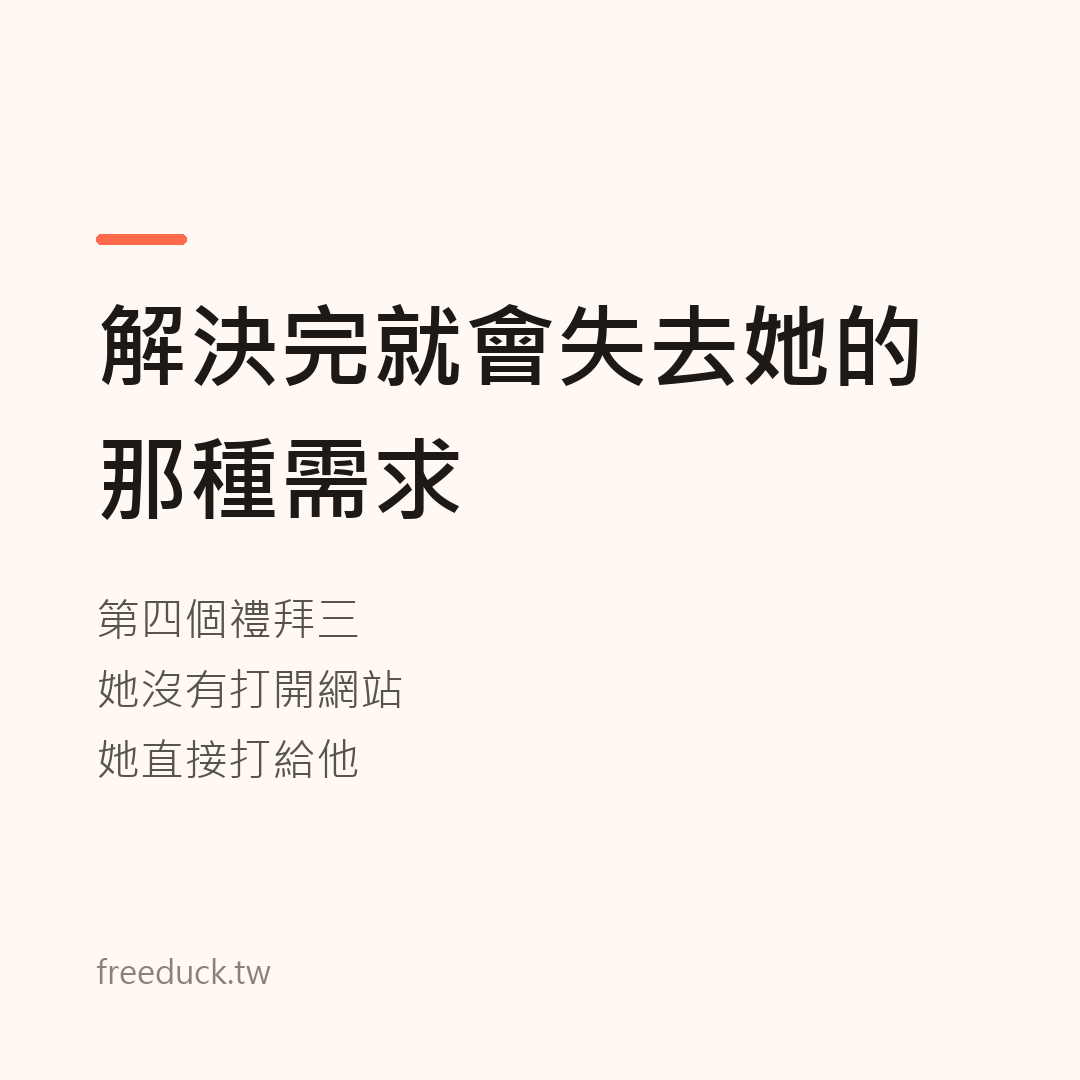 解決完就會失去她的
那種需求
第四個禮拜三
她沒有打開網站
她直接打給他
freeduck.tw